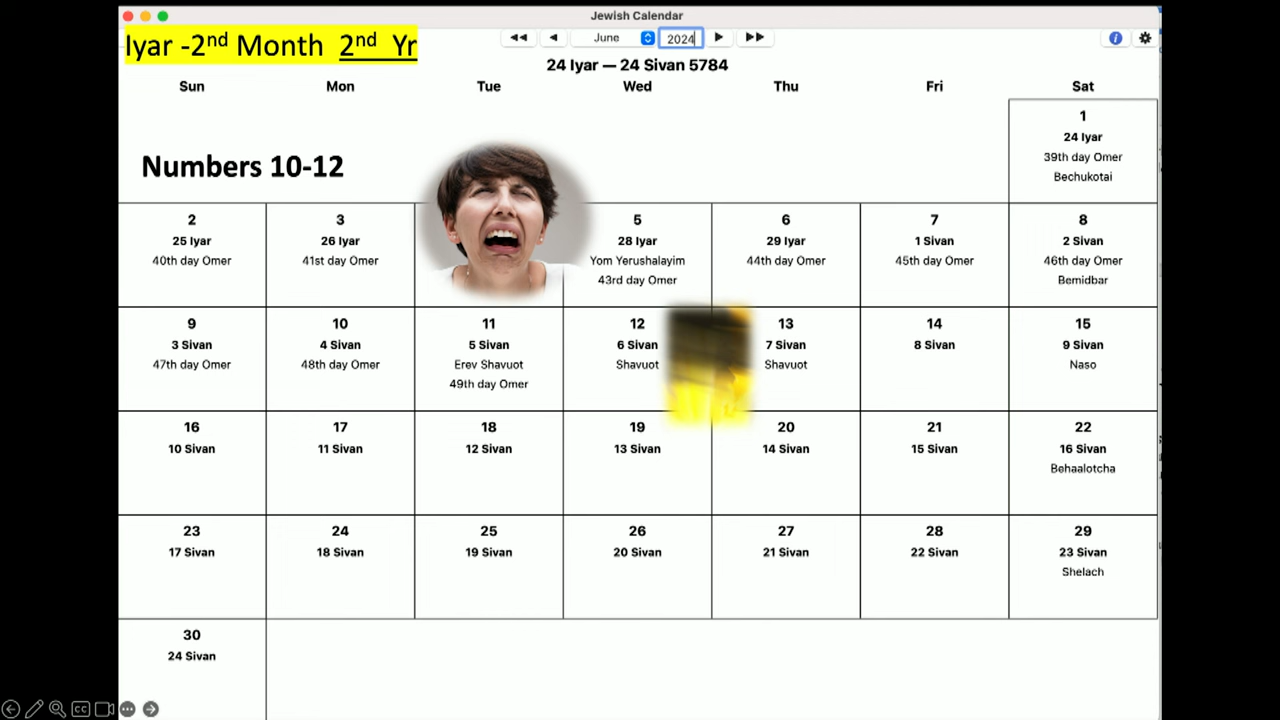 Jewish Calendar
Iyar -2nd Month 2nd Yr
June 2024
24 Iyar — 24 Sivan 5784
Sun Mon Tue Wed Thu Fri Sat
Numbers 10-12
1
24 Iyar
39th day Omer
Bechukotai
2 3 5 6 7 8
25 Iyar 26 Iyar 28 Iyar 29 Iyar 1 Sivan 2 Sivan
40th day Omer 41st day Omer Yom Yerushalayim 44th day Omer 45th day Omer 46th day Omer
43rd day Omer Bemidbar
9 10 11 12 13 14 15
3 Sivan 4 Sivan 5 Sivan 6 Sivan 7 Sivan 8 Sivan 9 Sivan
47th day Omer 48th day Omer Erev Shavuot Shavuot Shavuot Naso
49th day Omer
16 17 18 19 20 21 22
10 Sivan 11 Sivan 12 Sivan 13 Sivan 14 Sivan 15 Sivan 16 Sivan
Behaalotcha
23 24 25 26 27 28 29
17 Sivan 18 Sivan 19 Sivan 20 Sivan 21 Sivan 22 Sivan 23 Sivan
Shelach
30
24 Sivan
CC